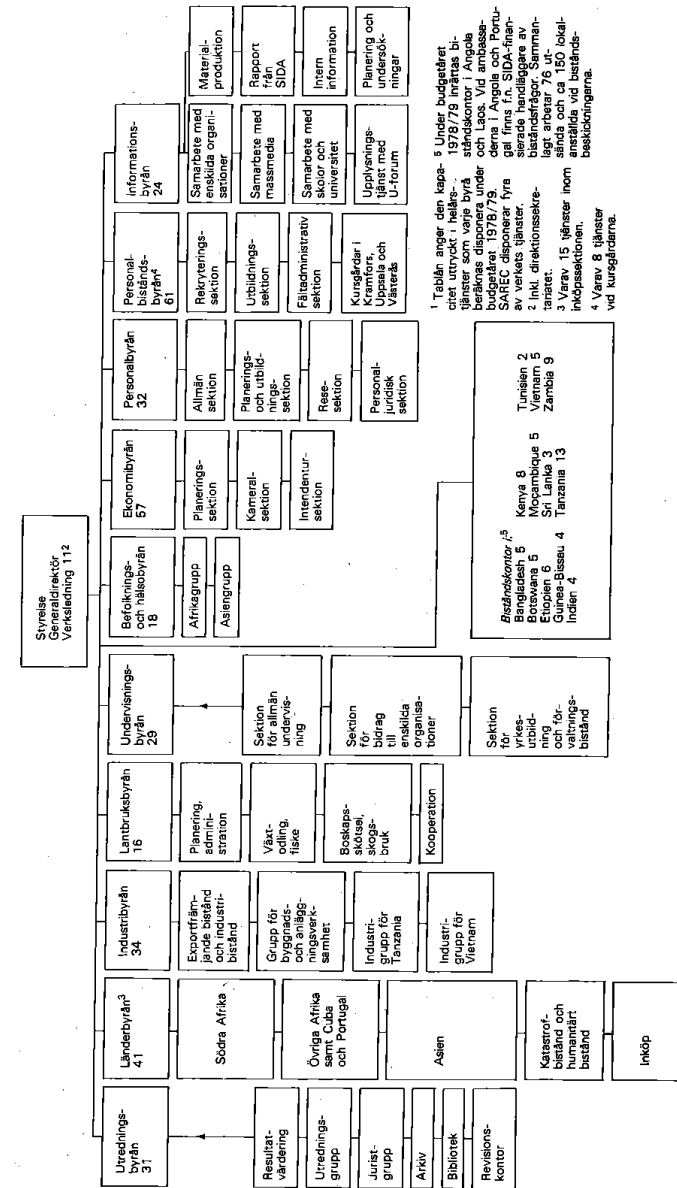 Styrelse
Generaldirektör
Verksledning 11²
Utrednings-
byrån
31
Resultat-
värdering
Utrednings-
grupp
Jurist-
grupp
Arkiv
Bibliotek
Revisions-
kontor
Länderbyrån³
41
Södra Afrika
Övriga Afrika
samt Cuba
och Portugal
Asien
Katastrof-
bistånd och
humanitärt
bistånd
Inköp
Industribyrån
34
Exportfräm-
jande bistånd
och industri-
bistånd
Grupp för
byggnads-
och anlägg-
ningsverk-
samhet
Industri-
grupp för
Tanzania
Industri-
grupp för
Vietnam
Lantbruksbyrån
16
Planering,
admini-
stration
Växt-
odling,
fiske
Boskaps-
skötsel,
skogs-
bruk
Kooperation
Undervisnings-
byrån
29
Sektion
för allmän
undervis-
ning
Sektion
för
bidrag
till
enskilda
organisa-
tioner
Sektion
för
yrkes-
utbild-
ning
och för-
valtnings-
bistånd
Befolknings-
och hälsobyrån
18
Afrikagrupp
Asiengrupp
Ekonomibyrån
57
Planerings-
sektion
Kameral-
sektion
Intendentur-
sektion
Personalbyrån
32
Allmän
sektion
Planerings-
och utbild-
nings-
sektion
Rese-
sektion
Personal-
juridisk
sektion
Personal-
bistånds-
byrån⁴
61
Rekryterings-
sektion
Utbildnings-
sektion
Fältadministrativ
sektion
Kursgårdar i
Kramfors,
Uppsala och
Västerås
Informations-
byrån
24
Samarbete med
enskilda organi-
sationer
Samarbete med
massmedia
Samarbete med
skolor och
universitet
Upplysnings-
tjänst med
U-forum
Material-
produktion
Rapport
från
SIDA
Intern
information
Planering och
undersök-
ningar
Biståndskontor i:⁵
Bangladesh 5
Botswana 5
Etiopien 6
Guinea-Bissau 4
Indien 4
Kenya 8
Moçambique 5
Sri Lanka 3
Tanzania 13
Tunisien 2
Vietnam 5
Zambia 9
¹ Tablån anger den kapa-
citet uttryckt i helårs-
tjänster som varje byrå
beräknas disponera under
budgetåret 1978/79.
SAREC disponerar fyra
av verkets tjänster.
² Inkl. direktionssekre-
tariatet.
³ Varav 15 tjänster inom
inköpssektionen.
⁴ Varav 8 tjänster
vid kursgårdarna.
⁵ Under budgetåret
1978/79 inrättas bi-
ståndskontor i Angola
och Laos. Vid ambassa-
derna i Angola och Portu-
gal finns f.n. SIDA-finan-
sierade handläggare av
biståndsfrågor. Samman-
lagt arbetar 76 ut-
sända och ca 150 lokal-
anställda vid bistånds-
beskickningarna.